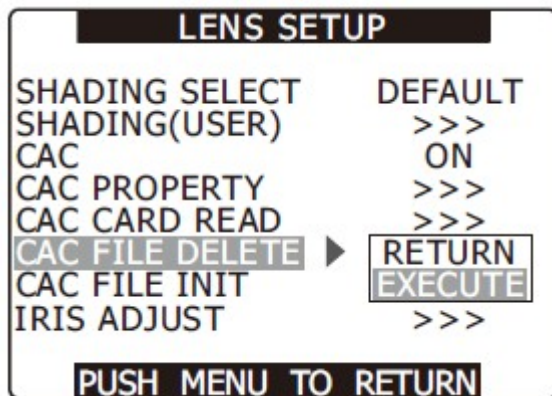 LENS SETUP
SHADING SELECT DEFAULT
SHADING(USER) >>>
CAC ON
CAC PROPERTY >>>
CAC CARD READ >>>
CAC FILE DELETE ▶ RETURN
CAC FILE INIT EXECUTE
IRIS ADJUST >>>
PUSH MENU TO RETURN